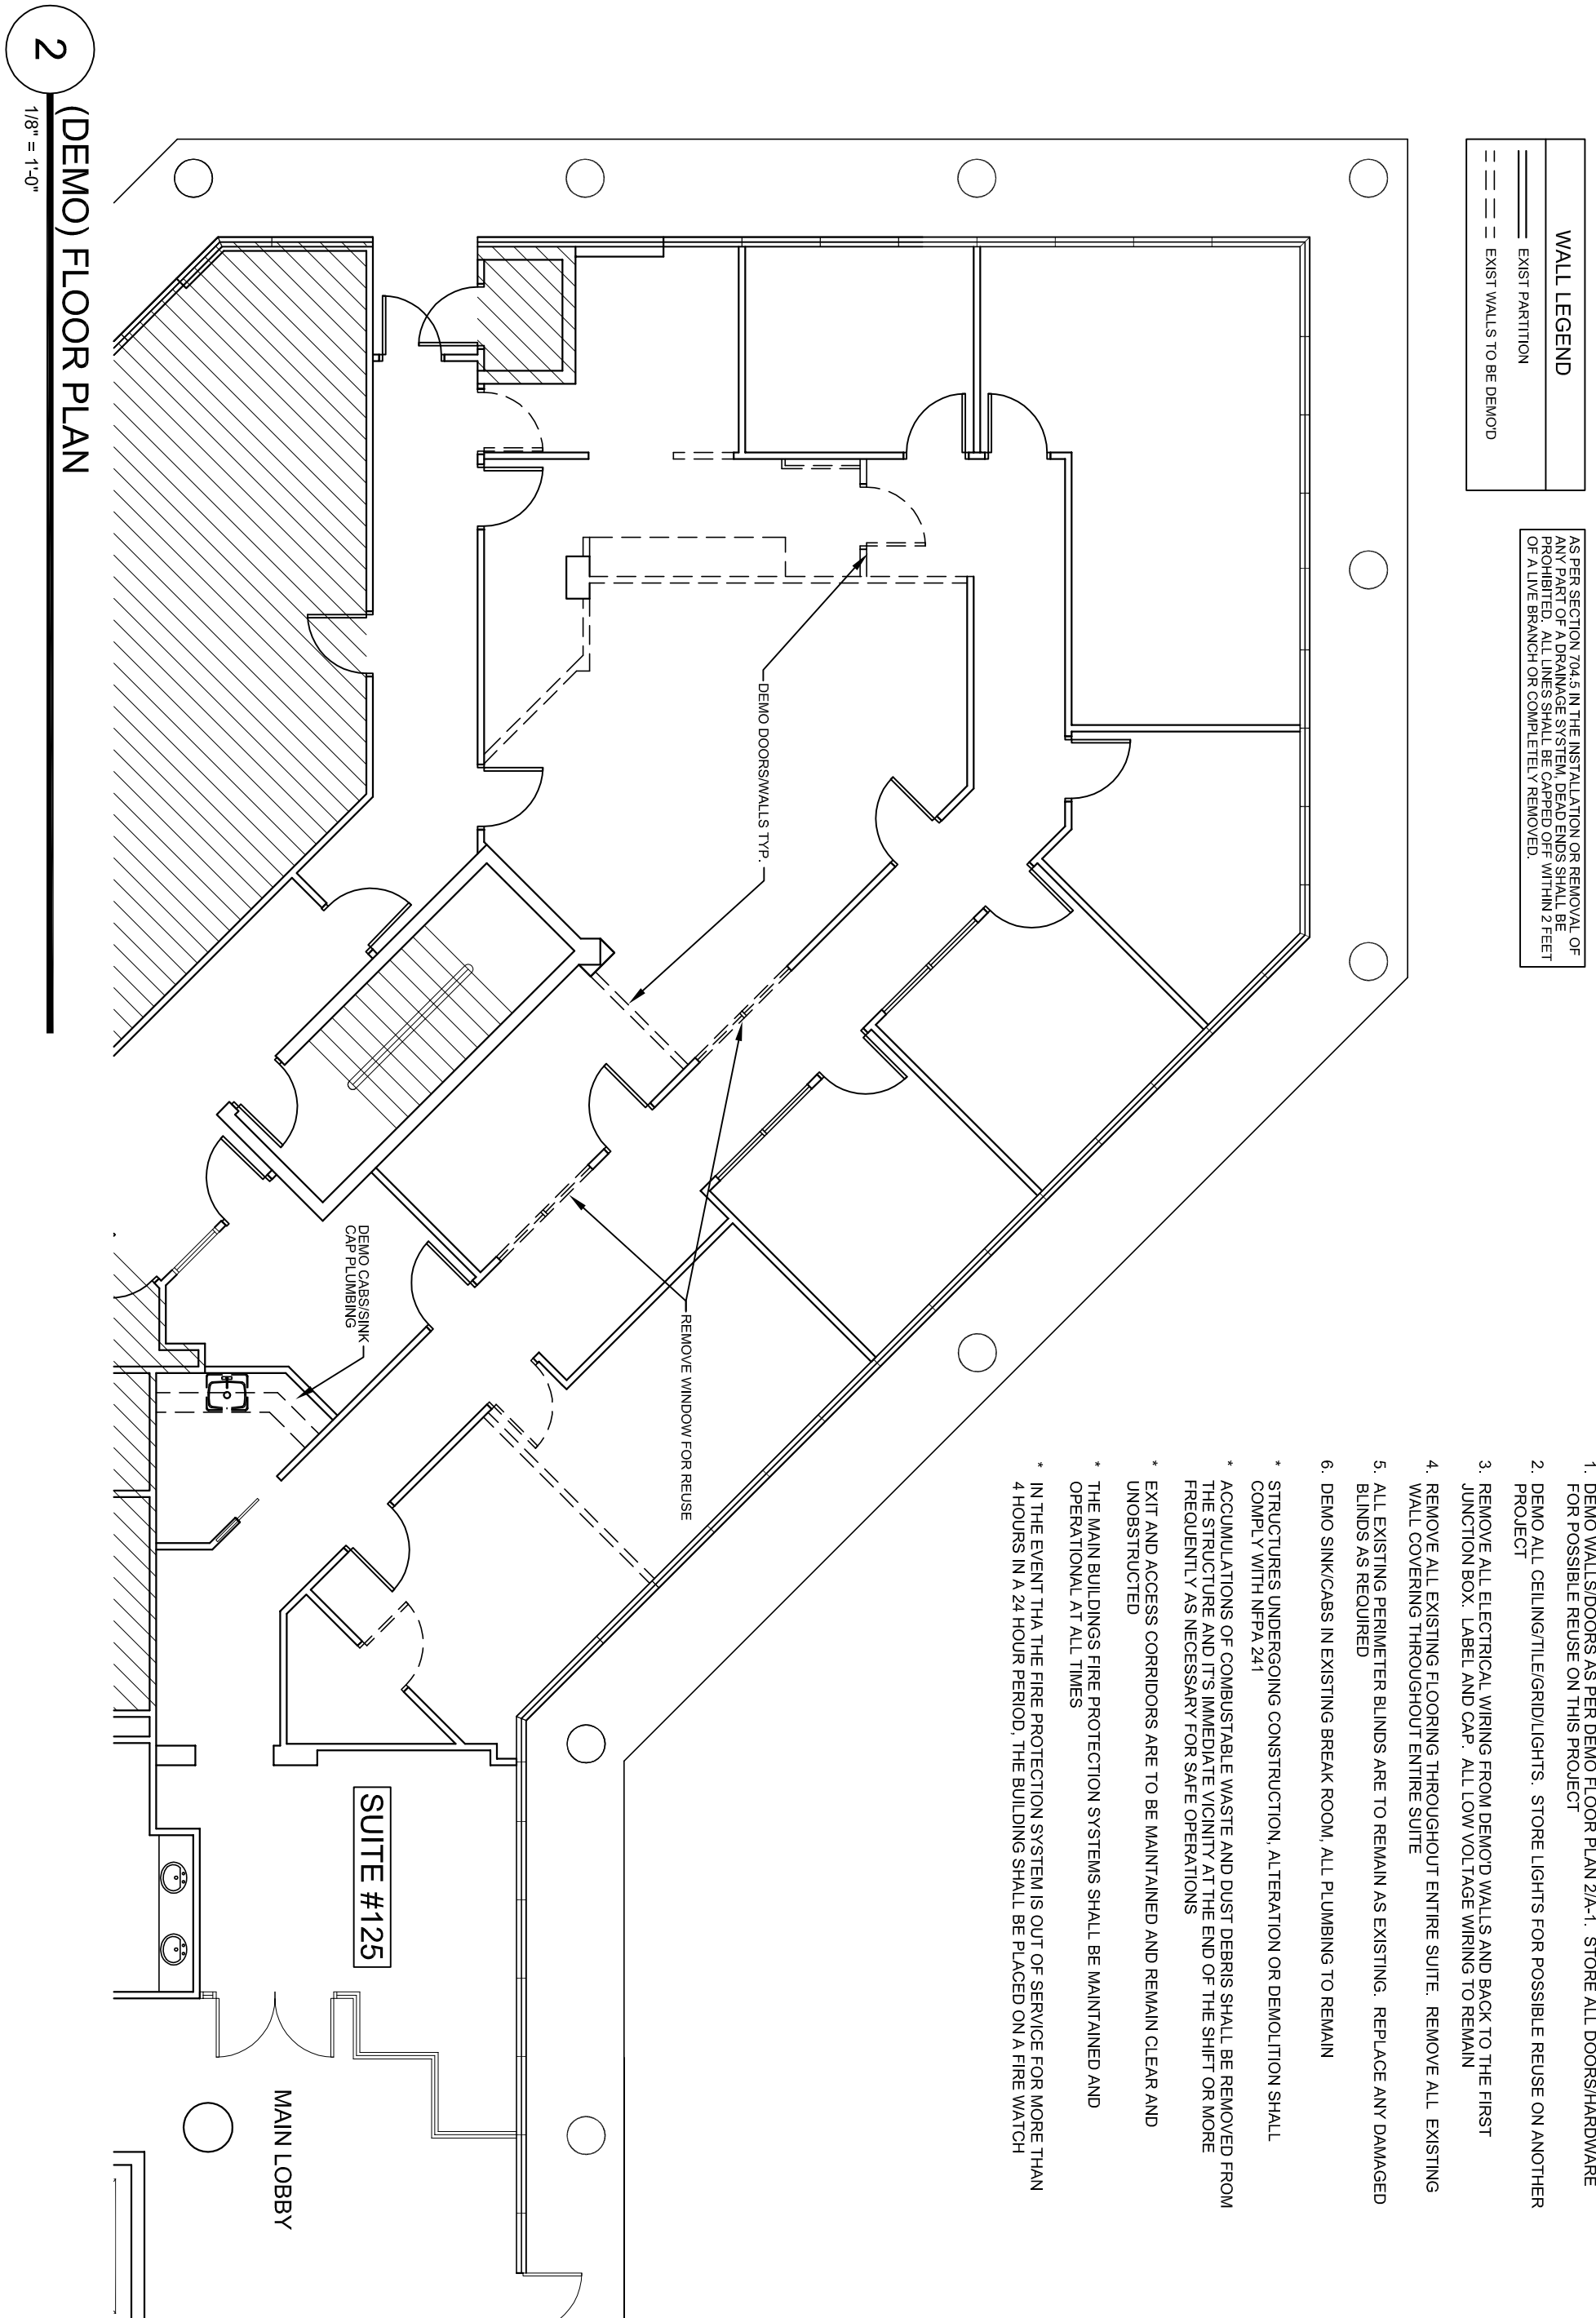 WALL LEGEND
EXIST PARTITION
EXIST WALLS TO BE DEMO'D
AS PER SECTION 704.5 IN THE INSTALLATION OR REMOVAL OF
ANY PART OF A DRAINAGE SYSTEM, DEAD ENDS SHALL BE
PROHIBITED. ALL LINES SHALL BE CAPPED OFF WITHIN 2 FEET
OF A LIVE BRANCH OR COMPLETELY REMOVED.
1. DEMO WALLS/DOORS AS PER DEMO FLOOR PLAN 2/A-1. STORE ALL DOORS/HARDWARE
FOR POSSIBLE REUSE ON THIS PROJECT
2. DEMO ALL CEILING/TILE/GRID/LIGHTS. STORE LIGHTS FOR POSSIBLE REUSE ON ANOTHER
PROJECT
3. REMOVE ALL ELECTRICAL WIRING FROM DEMO'D WALLS AND BACK TO THE FIRST
JUNCTION BOX. LABEL AND CAP. ALL LOW VOLTAGE WIRING TO REMAIN
4. REMOVE ALL EXISTING FLOORING THROUGHOUT ENTIRE SUITE. REMOVE ALL EXISTING
WALL COVERING THROUGHOUT ENTIRE SUITE
5. ALL EXISTING PERIMETER BLINDS ARE TO REMAIN AS EXISTING. REPLACE ANY DAMAGED
BLINDS AS REQUIRED
6. DEMO SINK/CABS IN EXISTING BREAK ROOM, ALL PLUMBING TO REMAIN
* STRUCTURES UNDERGOING CONSTRUCTION, ALTERATION OR DEMOLITION SHALL
COMPLY WITH NFPA 241
* ACCUMULATIONS OF COMBUSTABLE WASTE AND DUST DEBRIS SHALL BE REMOVED FROM
THE STRUCTURE AND IT'S IMMEDIATE VICINITY AT THE END OF THE SHIFT OR MORE
FREQUENTLY AS NECESSARY FOR SAFE OPERATIONS
* EXIT AND ACCESS CORRIDORS ARE TO BE MAINTAINED AND REMAIN CLEAR AND
UNOBSTRUCTED
* THE MAIN BUILDINGS FIRE PROTECTION SYSTEMS SHALL BE MAINTAINED AND
OPERATIONAL AT ALL TIMES
* IN THE EVENT THA THE FIRE PROTECTION SYSTEM IS OUT OF SERVICE FOR MORE THAN
4 HOURS IN A 24 HOUR PERIOD, THE BUILDING SHALL BE PLACED ON A FIRE WATCH
DEMO DOORS/WALLS TYP.
REMOVE WINDOW FOR REUSE
DEMO CABS/SINK
CAP PLUMBING
SUITE #125
MAIN LOBBY
2
(DEMO) FLOOR PLAN
1/8" = 1'-0"